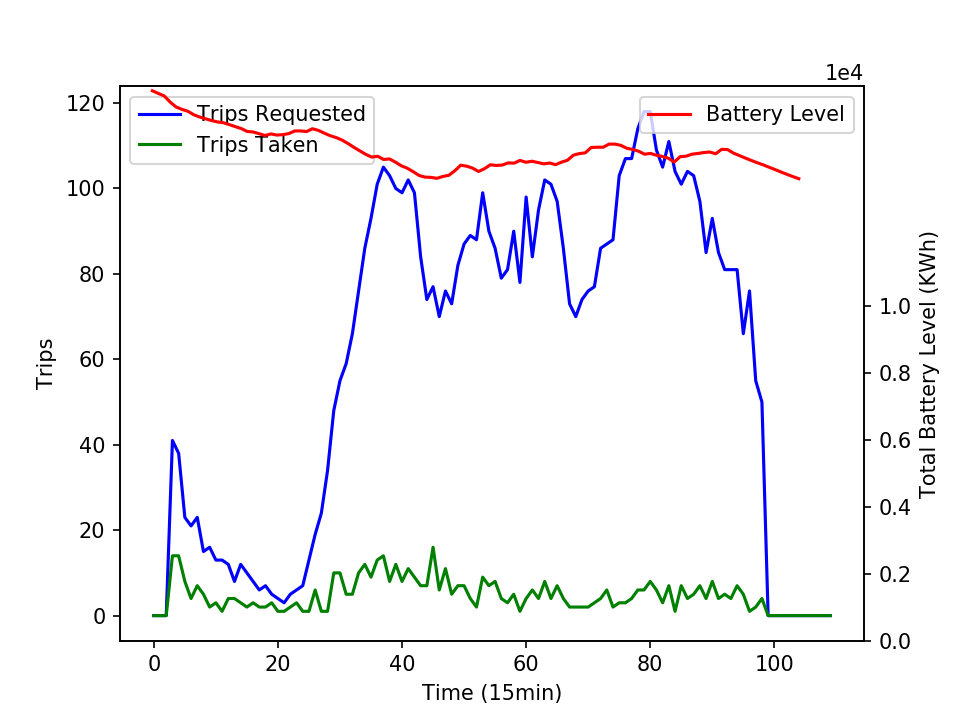 1e4
Trips Requested
Trips Taken
Battery Level
120
100
80
60
40
20
0
Trips
1.0
0.8
0.6
0.4
0.2
0.0
Total Battery Level (KWh)
0 20 40 60 80 100
Time (15min)